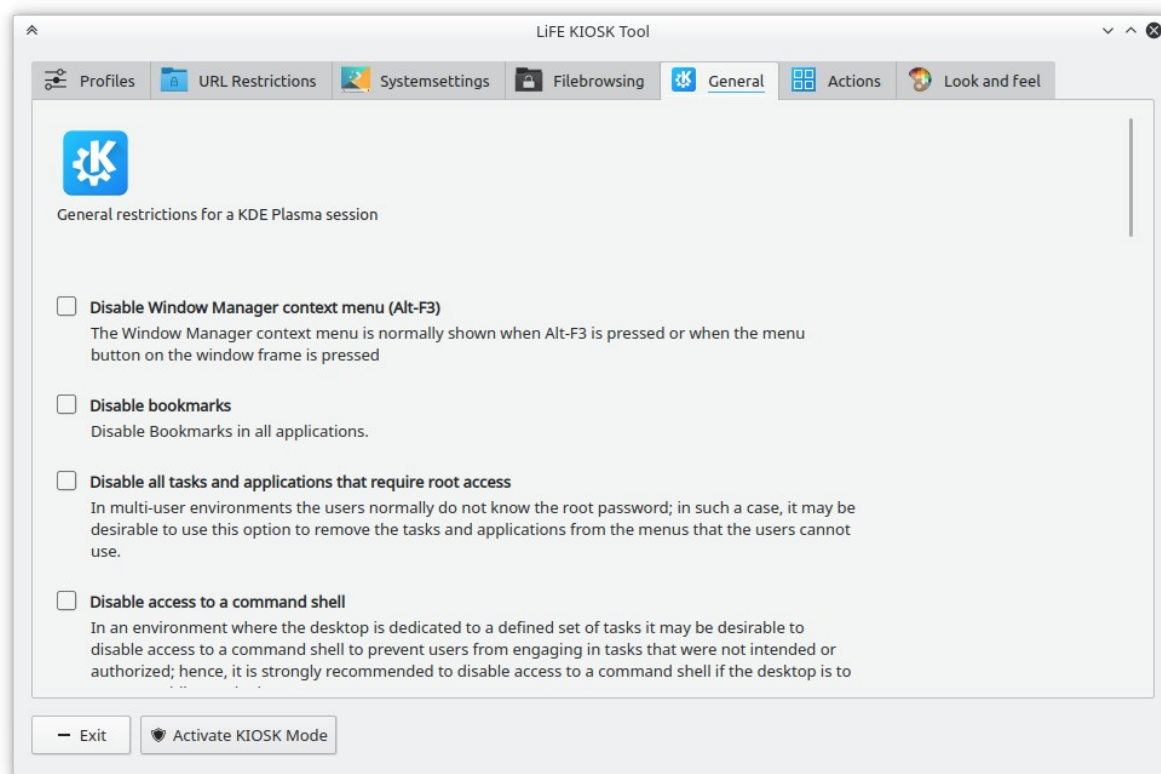 LiFE KIOSK Tool
Profiles URL Restrictions Systemsettings Filebrowsing General Actions Look and feel
General restrictions for a KDE Plasma session
Disable Window Manager context menu (Alt-F3)
The Window Manager context menu is normally shown when Alt-F3 is pressed or when the menu
button on the window frame is pressed
Disable bookmarks
Disable Bookmarks in all applications.
Disable all tasks and applications that require root access
In multi-user environments the users normally do not know the root password; in such a case, it may be
desirable to use this option to remove the tasks and applications from the menus that the users cannot
use.
Disable access to a command shell
In an environment where the desktop is dedicated to a defined set of tasks it may be desirable to
disable access to a command shell to prevent users from engaging in tasks that were not intended or
authorized; hence, it is strongly recommended to disable access to a command shell if the desktop is to
Exit Activate KIOSK Mode